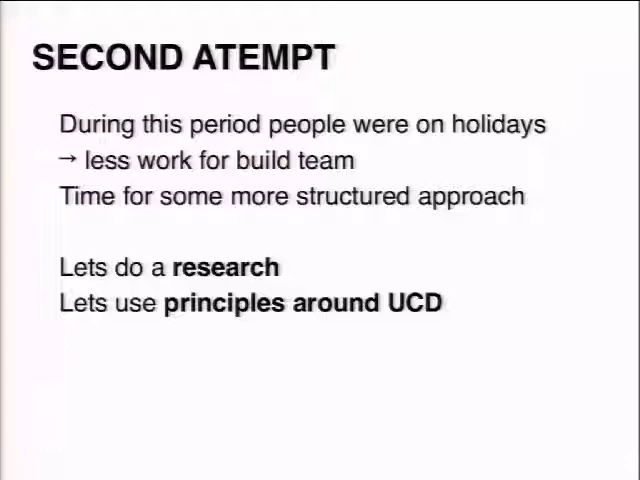 SECOND ATEMPT
During this period people were on holidays
→ less work for build team
Time for some more structured approach
Lets do a research
Lets use principles around UCD